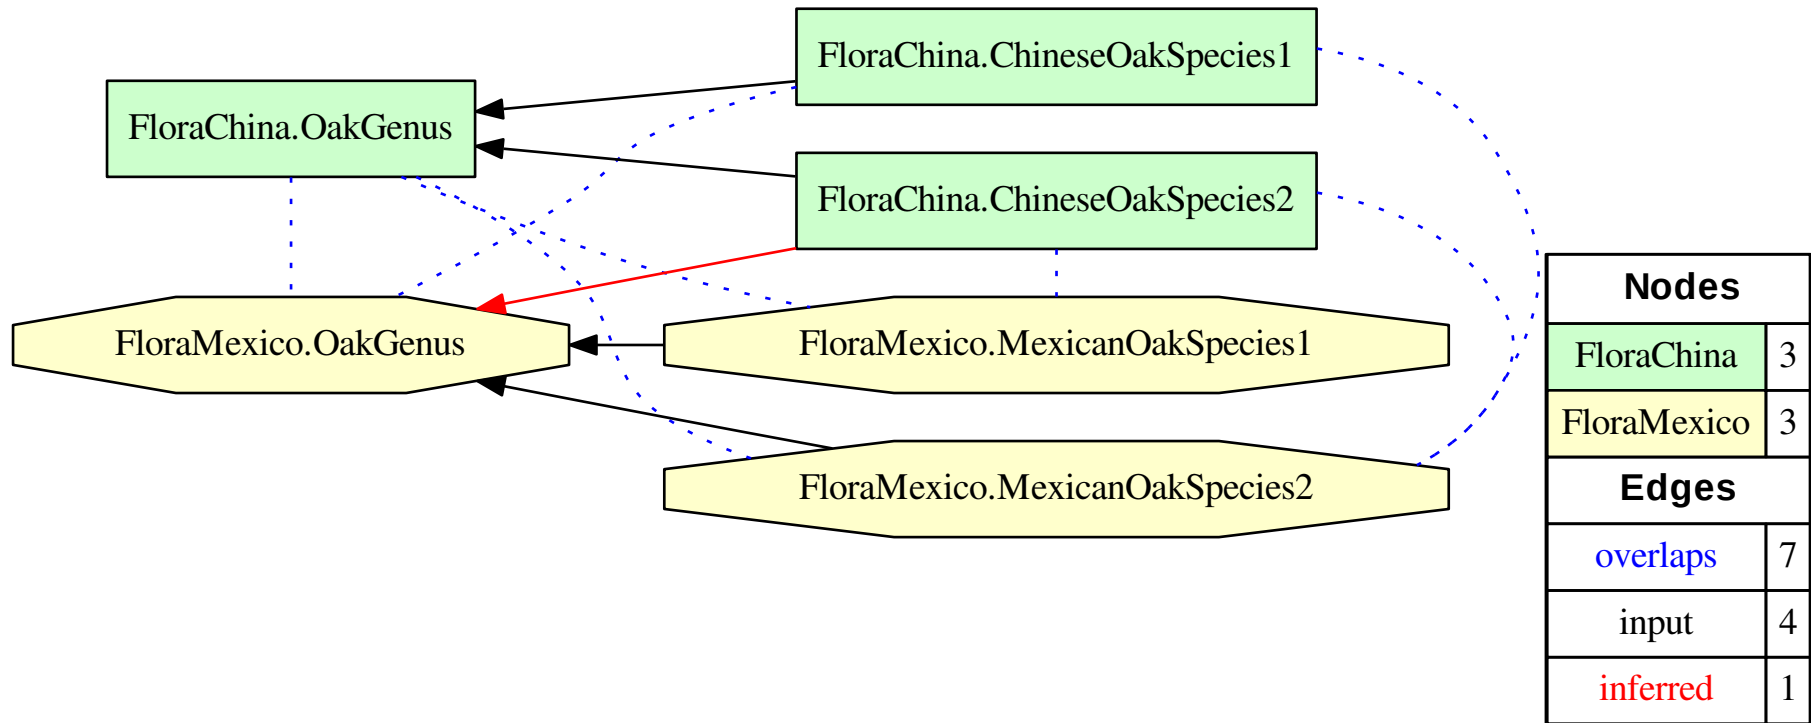 FloraChina.ChineseOakSpecies1
FloraChina.OakGenus
FloraChina.ChineseOakSpecies2
FloraMexico.OakGenus
FloraMexico.MexicanOakSpecies1
FloraMexico.MexicanOakSpecies2
Nodes
FloraChina 3
FloraMexico 3
Edges
overlaps 7
input 4
inferred 1